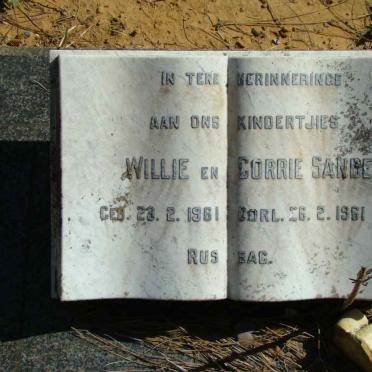 IN TERE HERINNERINGE
AAN ONS KINDERTJIES
WILLIE EN CORRIE SANDE
GEB. 23. 2. 1961 OORL. 26. 2. 1961
RUS SAG.